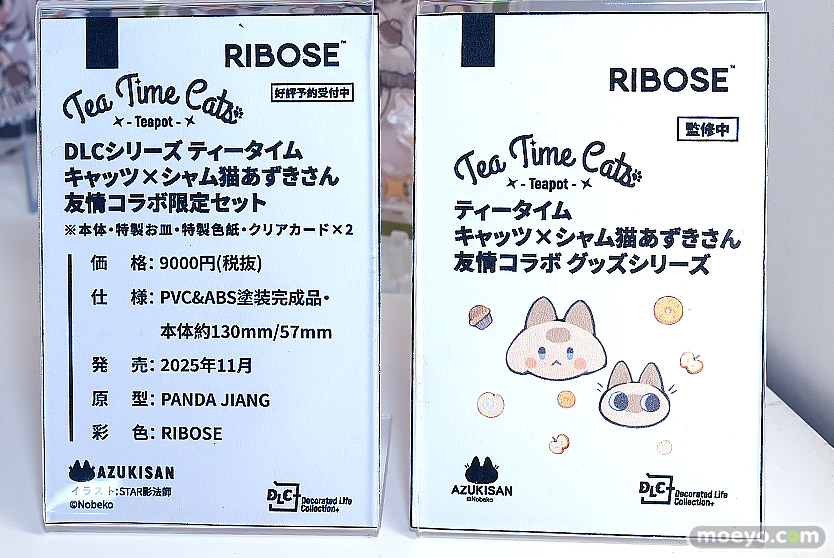 RIBOSE™
Tea Time Cats
- Teapot -
好評予約受付中
DLCシリーズ ティータイム
キャッツ×シャム猫あずきさん
友情コラボ限定セット
※本体・特製お皿・特製色紙・クリアカード×2
価 格: 9000円(税抜)
仕 様: PVC&ABS塗装完成品・
本体約130mm/57mm
発 売: 2025年11月
原 型: PANDA JIANG
彩 色: RIBOSE
AZUKISAN
イラスト:STAR影法師
©Nobeko
DLC+ Decorated Life
Collection+
RIBOSE™
監修中
Tea Time Cats
- Teapot -
ティータイム
キャッツ×シャム猫あずきさん
友情コラボ グッズシリーズ
AZUKISAN
©Nobeko
DLC+ Decorated Life
Collection+
moeyo.com